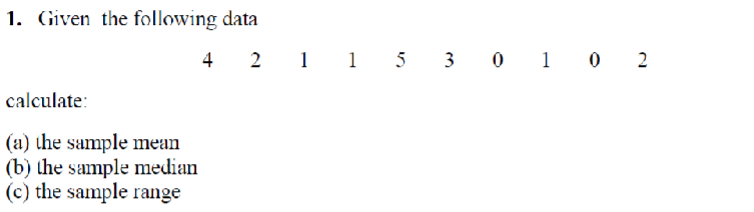 1. Given the following data
4 2 1 1 5 3 0 1 0 2
calculate:
(a) the sample mean
(b) the sample median
(c) the sample range